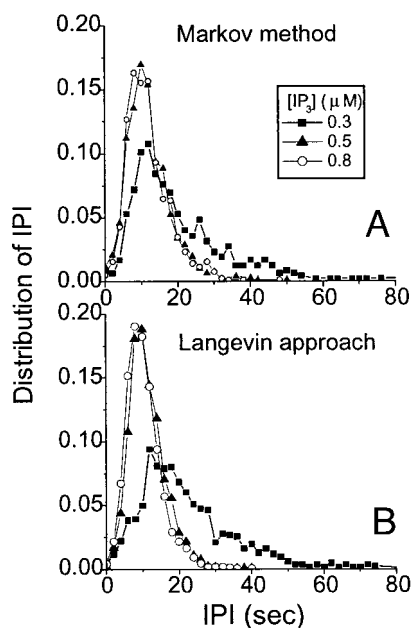 Markov method
[IP₃] (μM)
0.3
0.5
0.8
A
0.20
0.15
0.10
0.05
0.00
0 20 40 60 80
Distribution of IPI
Langevin approach
B
0.20
0.15
0.10
0.05
0.00
0 20 40 60 80
IPI (sec)